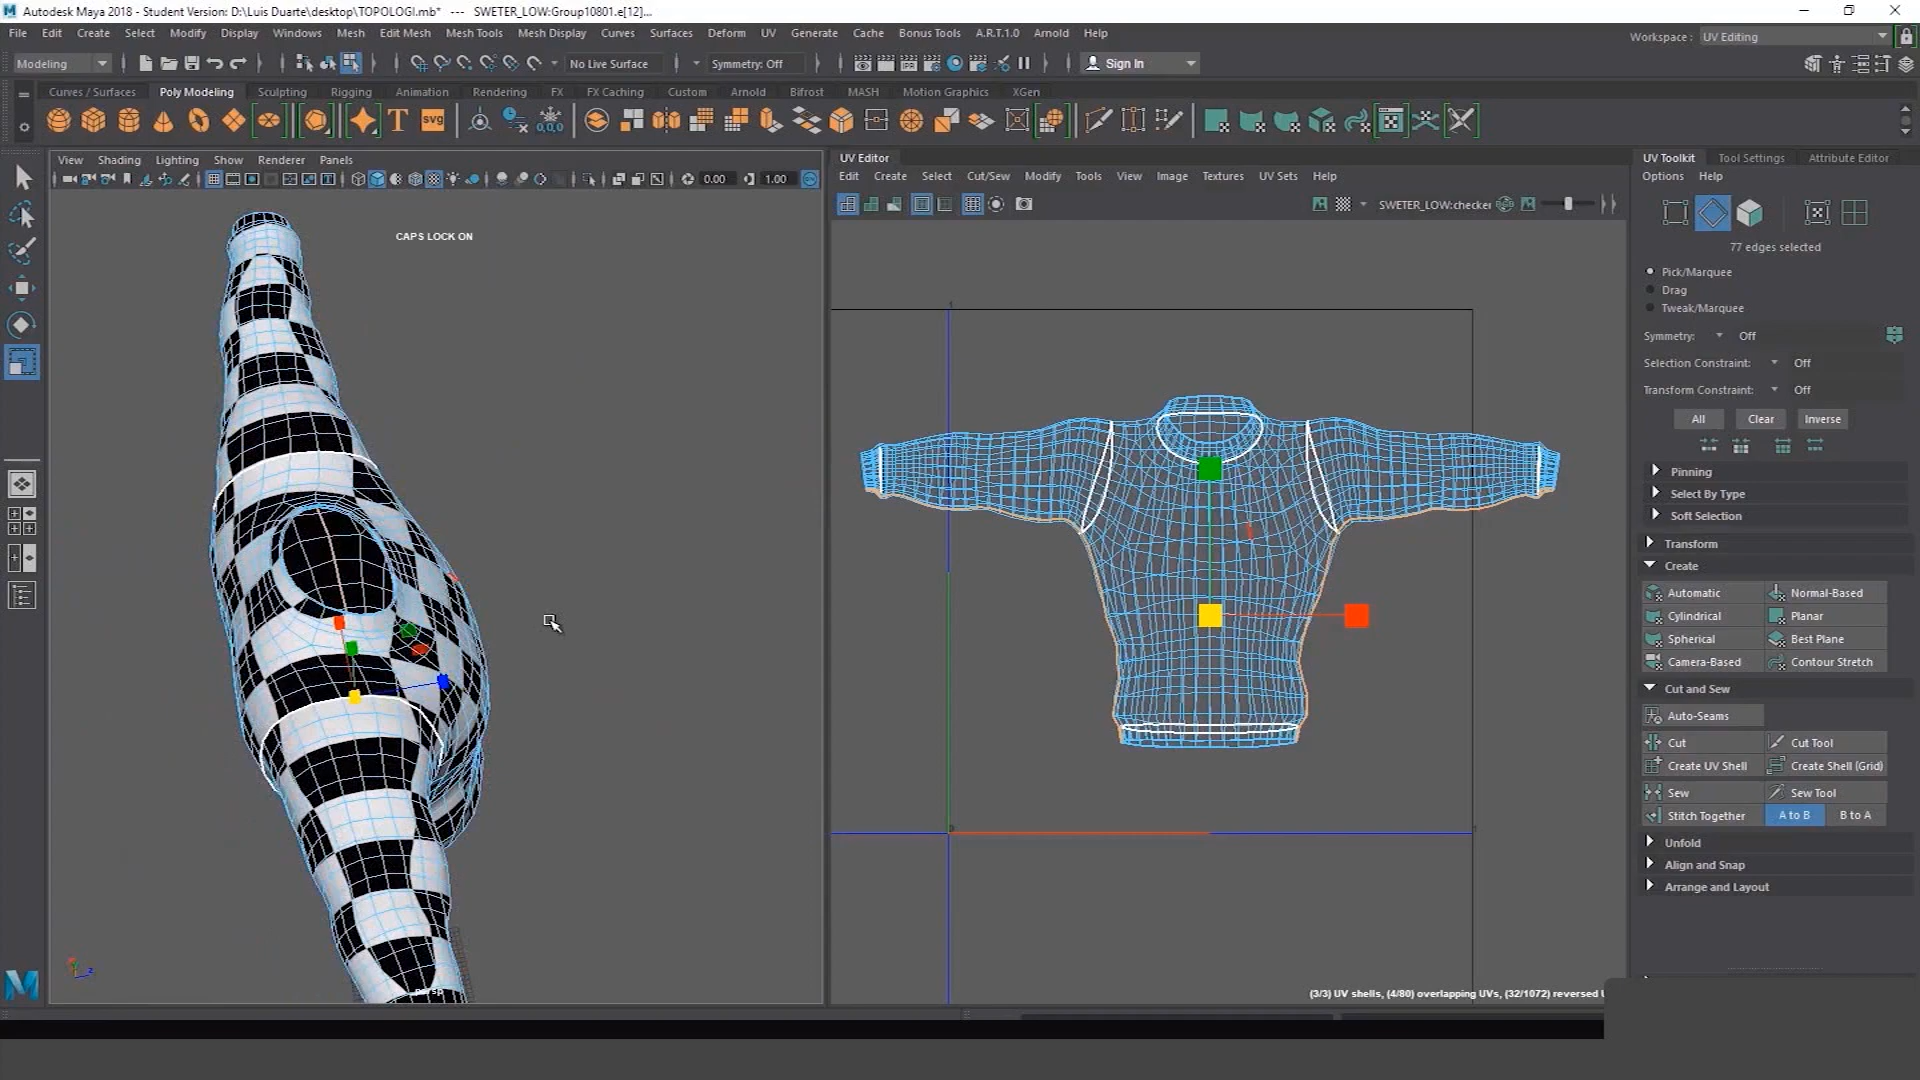 Autodesk Maya 2018 - Student Version: D:\Luis Duarte\desktop\TOPOLOGI.mb*   ---   SWETER_LOW:Group10801.e[12]...
File Edit Create Select Modify Display Windows Mesh Edit Mesh Mesh Tools Mesh Display Curves Surfaces Deform UV Generate Cache Bonus Tools A.R.T.1.0 Arnold Help
Workspace : UV Editing
Modeling No Live Surface Symmetry: Off Sign In
Curves / Surfaces Poly Modeling Sculpting Rigging Animation Rendering FX FX Caching Custom Arnold Bifrost MASH Motion Graphics XGen
T svg 0,0,0
View Shading Lighting Show Renderer Panels
0.00 1.00
CAPS LOCK ON
persp
UV Editor
Edit Create Select Cut/Sew Modify Tools View Image Textures UV Sets Help
SWETER_LOW:checker
(3/3) UV shells, (4/80) overlapping UVs, (32/1072) reversed
UV Toolkit Tool Settings Attribute Editor
Options Help
77 edges selected
Pick/Marquee
Drag
Tweak/Marquee
Symmetry: Off
Selection Constraint: Off
Transform Constraint: Off
All Clear Inverse
Pinning
Select By Type
Soft Selection
Transform
Create
Automatic Normal-Based
Cylindrical Planar
Spherical Best Plane
Camera-Based Contour Stretch
Cut and Sew
Auto-Seams
Cut Cut Tool
Create UV Shell Create Shell (Grid)
Sew Sew Tool
Stitch Together A to B B to A
Unfold
Align and Snap
Arrange and Layout